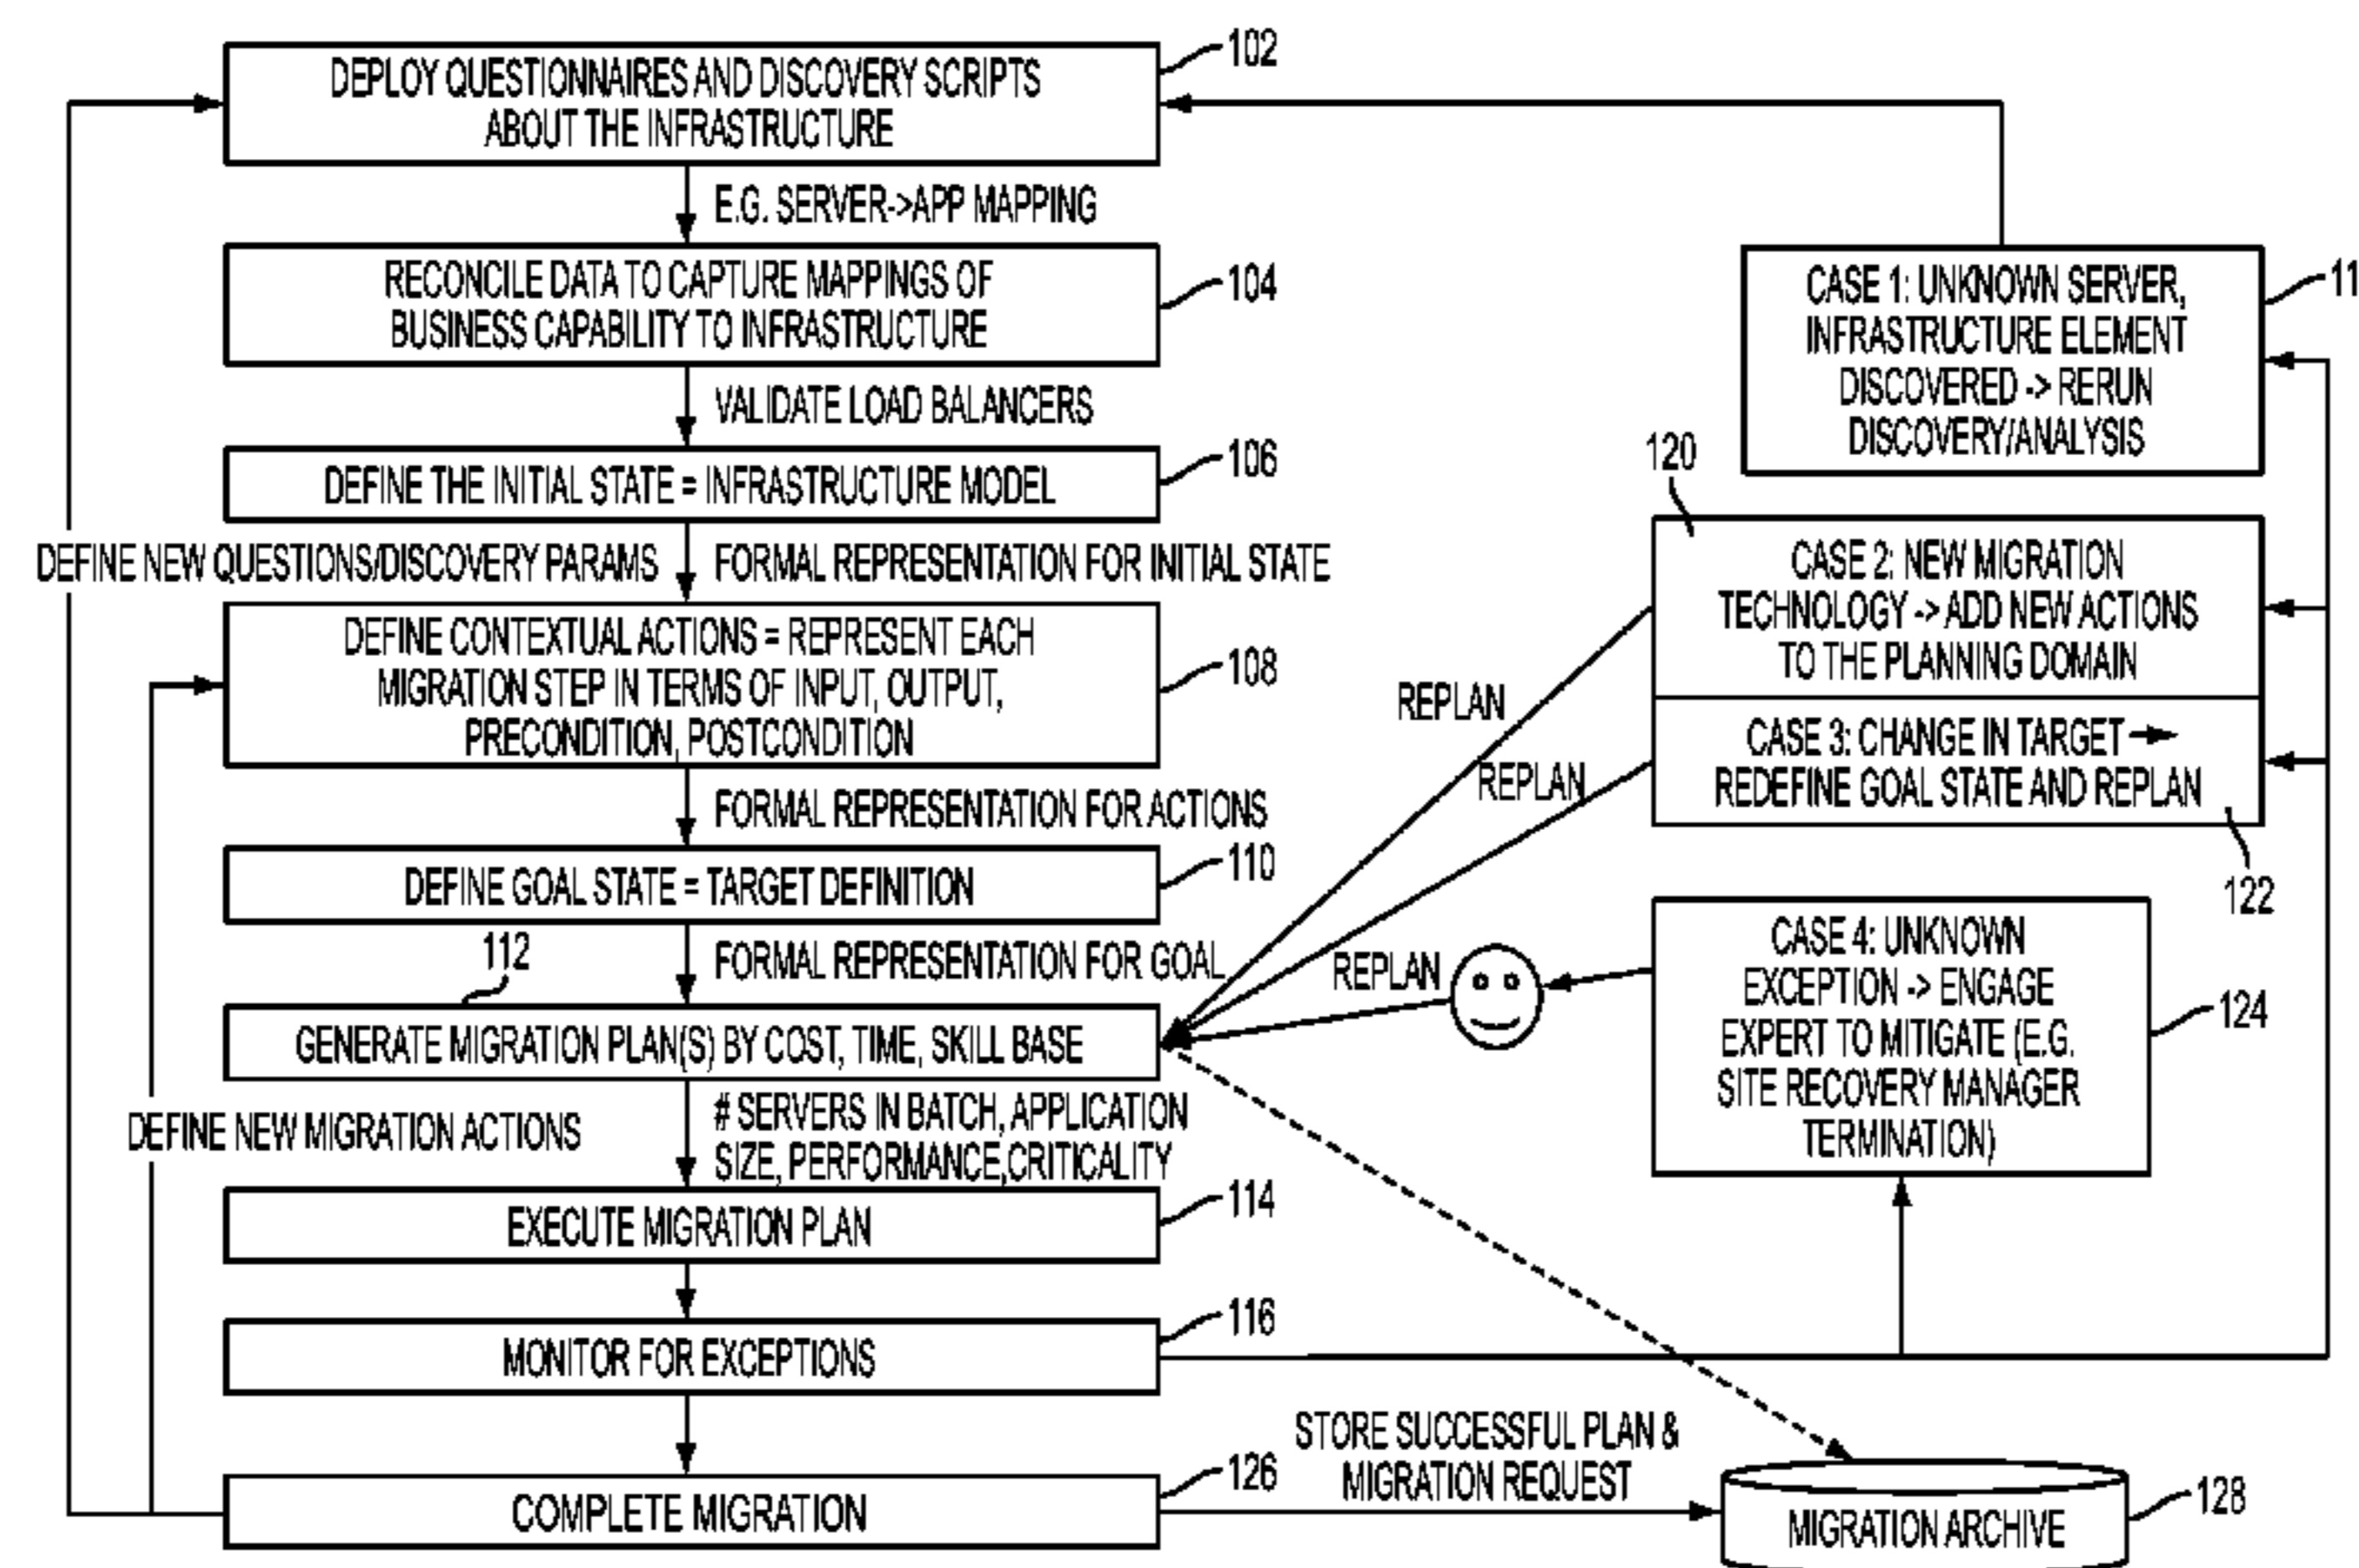 102
DEPLOY QUESTIONNAIRES AND DISCOVERY SCRIPTS
ABOUT THE INFRASTRUCTURE
E.G. SERVER->APP MAPPING
RECONCILE DATA TO CAPTURE MAPPINGS OF
BUSINESS CAPABILITY TO INFRASTRUCTURE
104
VALIDATE LOAD BALANCERS
DEFINE THE INITIAL STATE = INFRASTRUCTURE MODEL
106
DEFINE NEW QUESTIONS/DISCOVERY PARAMS
FORMAL REPRESENTATION FOR INITIAL STATE
DEFINE CONTEXTUAL ACTIONS = REPRESENT EACH
MIGRATION STEP IN TERMS OF INPUT, OUTPUT,
PRECONDITION, POSTCONDITION
108
FORMAL REPRESENTATION FOR ACTIONS
DEFINE GOAL STATE = TARGET DEFINITION
110
112
FORMAL REPRESENTATION FOR GOAL
GENERATE MIGRATION PLAN(S) BY COST, TIME, SKILL BASE
DEFINE NEW MIGRATION ACTIONS
# SERVERS IN BATCH, APPLICATION
SIZE, PERFORMANCE,CRITICALITY
EXECUTE MIGRATION PLAN
114
MONITOR FOR EXCEPTIONS
116
COMPLETE MIGRATION
126
STORE SUCCESSFUL PLAN &
MIGRATION REQUEST
MIGRATION ARCHIVE
128
CASE 1: UNKNOWN SERVER,
INFRASTRUCTURE ELEMENT
DISCOVERED -> RERUN
DISCOVERY/ANALYSIS
11
120
CASE 2: NEW MIGRATION
TECHNOLOGY -> ADD NEW ACTIONS
TO THE PLANNING DOMAIN
CASE 3: CHANGE IN TARGET →
REDEFINE GOAL STATE AND REPLAN
122
REPLAN
REPLAN
REPLAN
CASE 4: UNKNOWN
EXCEPTION -> ENGAGE
EXPERT TO MITIGATE (E.G.
SITE RECOVERY MANAGER
TERMINATION)
124